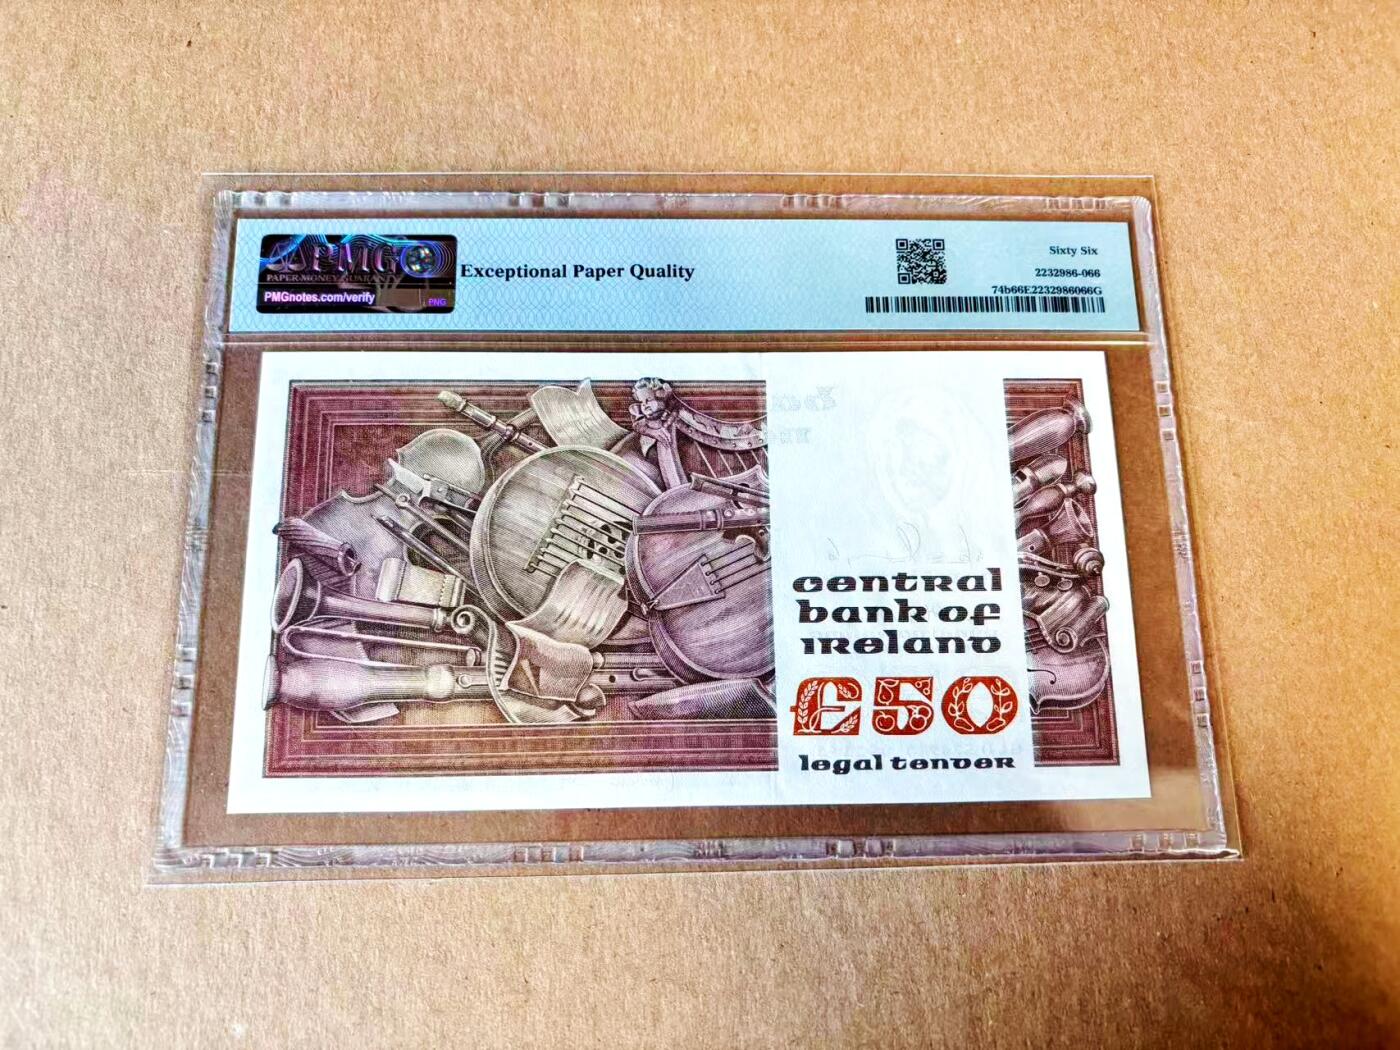 PMG
PAPER MONEY GUARANTY
PMGnotes.com/verify
PNG
Exceptional Paper Quality
Sixty Six
2232986-066
74b66E2232986066G
central
bank of
ireland
£50
legal tender